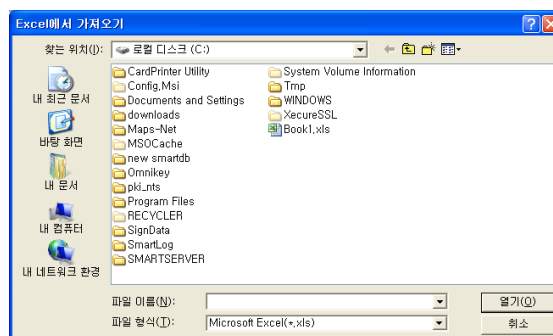 Excel에서 가져오기
찾는 위치(I):
로컬 디스크 (C:)
내 최근 문서
바탕 화면
내 문서
내 컴퓨터
내 네트워크 환경
CardPrinter Utility
Config,Msi
Documents and Settings
downloads
Maps-Net
MSOCache
new smartdb
Omnikey
pki_nts
Program Files
RECYCLER
SignData
SmartLog
SMARTSERVER
System Volume Information
Tmp
WINDOWS
XecureSSL
Book1,xls
파일 이름(N):
열기(O)
파일 형식(T):
Microsoft Excel(*,xls)
취소